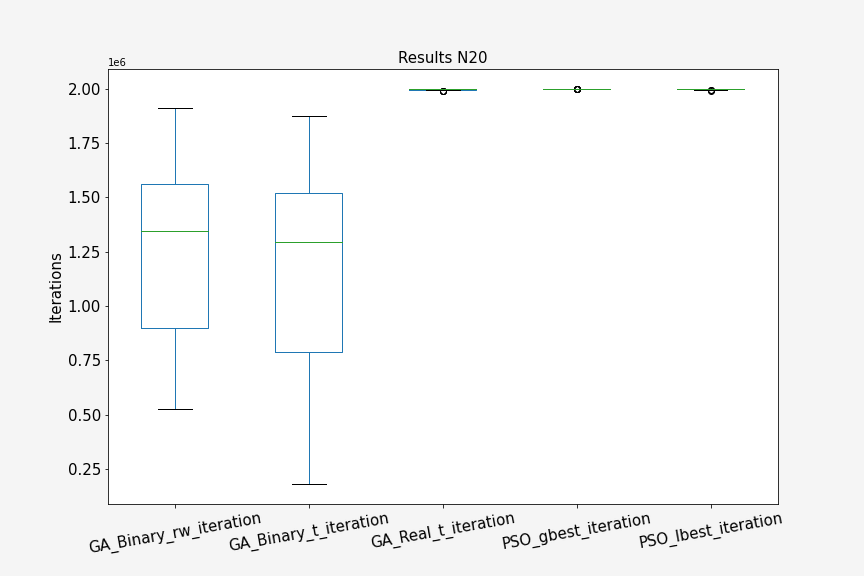 Results N20
1e6
2.00
1.75
1.50
1.25
1.00
0.75
0.50
0.25
Iterations
GA_Binary_rw_iteration
GA_Binary_t_iteration
GA_Real_t_iteration
PSO_gbest_iteration
PSO_lbest_iteration